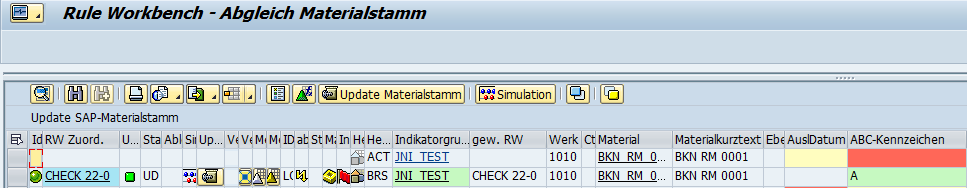 Rule Workbench - Abgleich Materialstamm
Update Materialstamm Simulation
Update SAP-Materialstamm
Id RW Zuord. U... Sta Abl Sir Up... Ve Ve Me Me ID ab St Ma In He He... Indikatorgru... gew. RW Werk Ct Material Materialkurztext Ebe AuslDatum ABC-Kennzeichen
ACT JNI_TEST 1010 BKN_RM_0... BKN RM 0001
CHECK 22-0 UD LC BRS JNI_TEST CHECK 22-0 1010 BKN_RM_0... BKN RM 0001 A